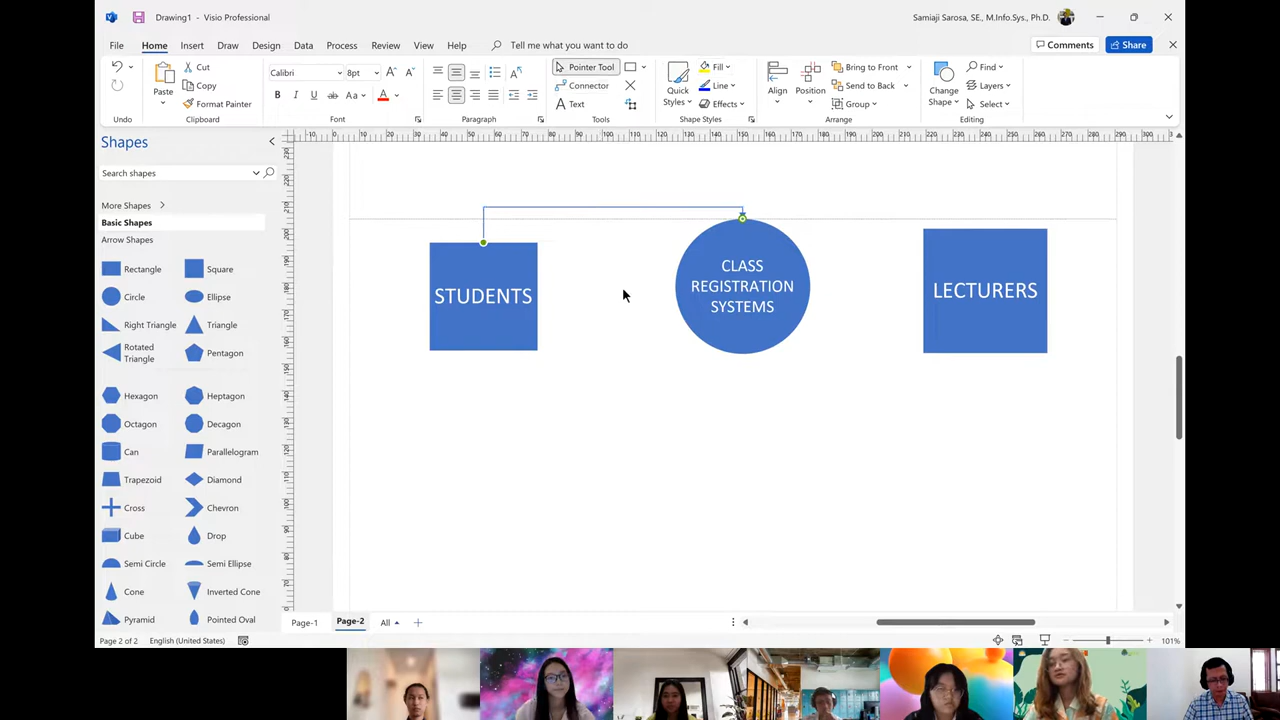 Drawing1 - Visio Professional
Samiaji Sarosa, SE., M.Info.Sys., Ph.D.
File Home Insert Draw Design Data Process Review View Help Tell me what you want to do
Comments Share
Paste Cut Copy Format Painter
Clipboard
Calibri 8pt
B I U ab Aa A
Font
Paragraph
Pointer Tool
Connector
Text
Tools
Quick Styles
Fill
Line
Effects
Shape Styles
Align Position
Bring to Front
Send to Back
Group
Arrange
Change Shape
Find
Layers
Select
Editing
Shapes
Search shapes
More Shapes
Basic Shapes
Arrow Shapes
Rectangle Square
Circle Ellipse
Right Triangle Triangle
Rotated Triangle Pentagon
Hexagon Heptagon
Octagon Decagon
Can Parallelogram
Trapezoid Diamond
Cross Chevron
Cube Drop
Semi Circle Semi Ellipse
Cone Inverted Cone
Pyramid Pointed Oval
STUDENTS
CLASS
REGISTRATION
SYSTEMS
LECTURERS
Page-1 Page-2 All
Page 2 of 2 English (United States)
101%